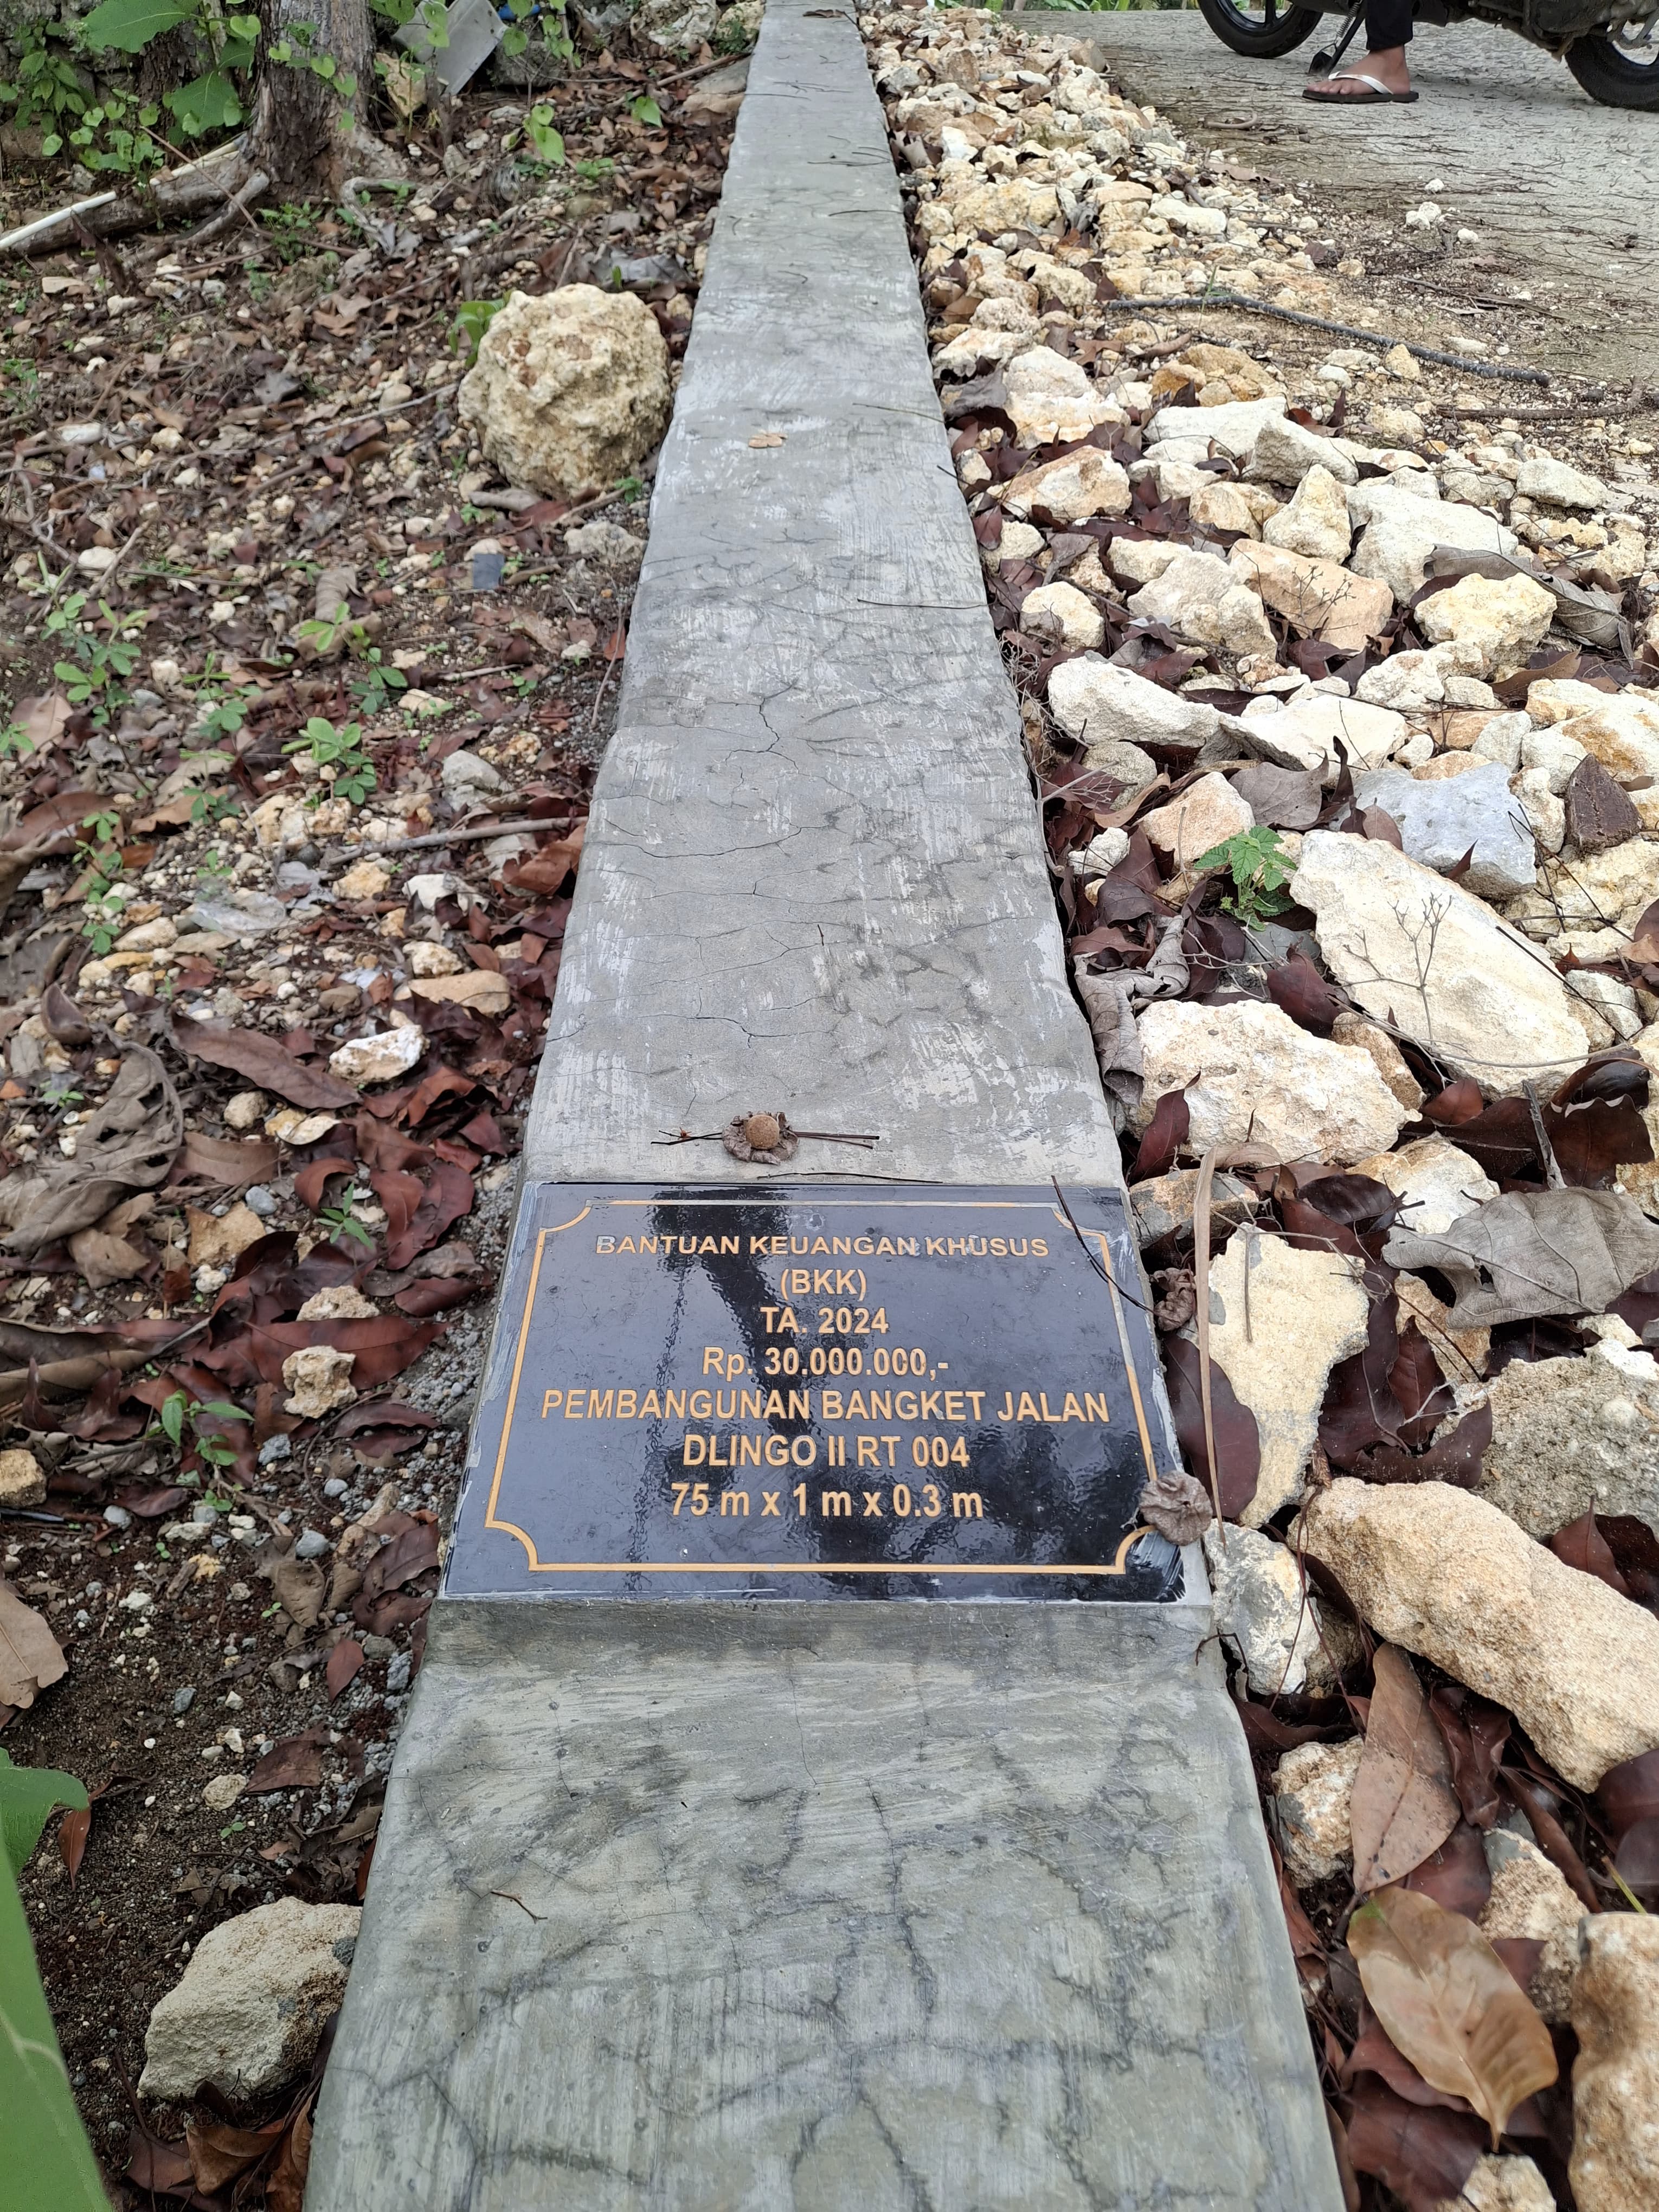 BANTUAN KEUANGAN KHUSUS
(BKK)
TA. 2024
Rp. 30.000.000,-
PEMBANGUNAN BANGKET JALAN
DLINGO II RT 004
75 m x 1 m x 0.3 m